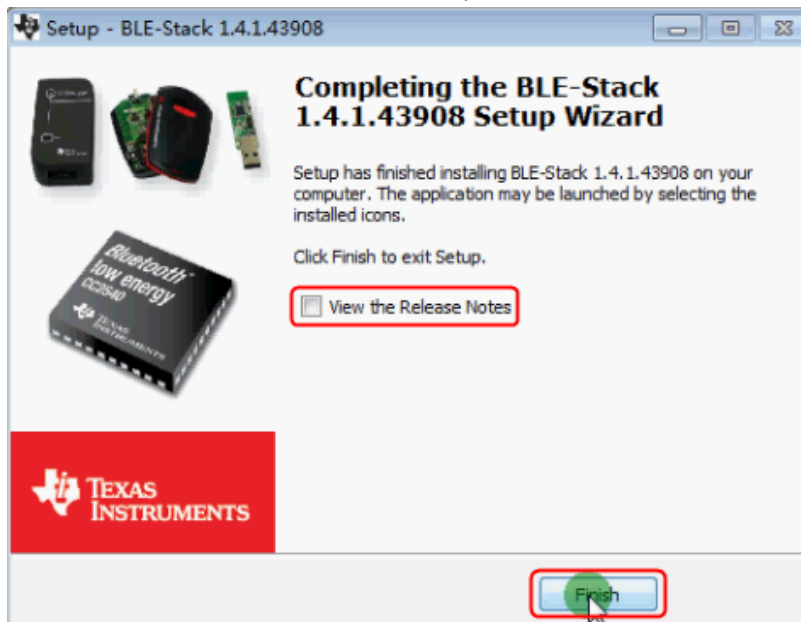 Setup - BLE-Stack 1.4.1.43908
Completing the BLE-Stack
1.4.1.43908 Setup Wizard
Setup has finished installing BLE-Stack 1.4.1.43908 on your
computer. The application may be launched by selecting the
installed icons.
Click Finish to exit Setup.
View the Release Notes
Bluetooth
low energy
CC2540
TEXAS
INSTRUMENTS
TEXAS
INSTRUMENTS
Finish